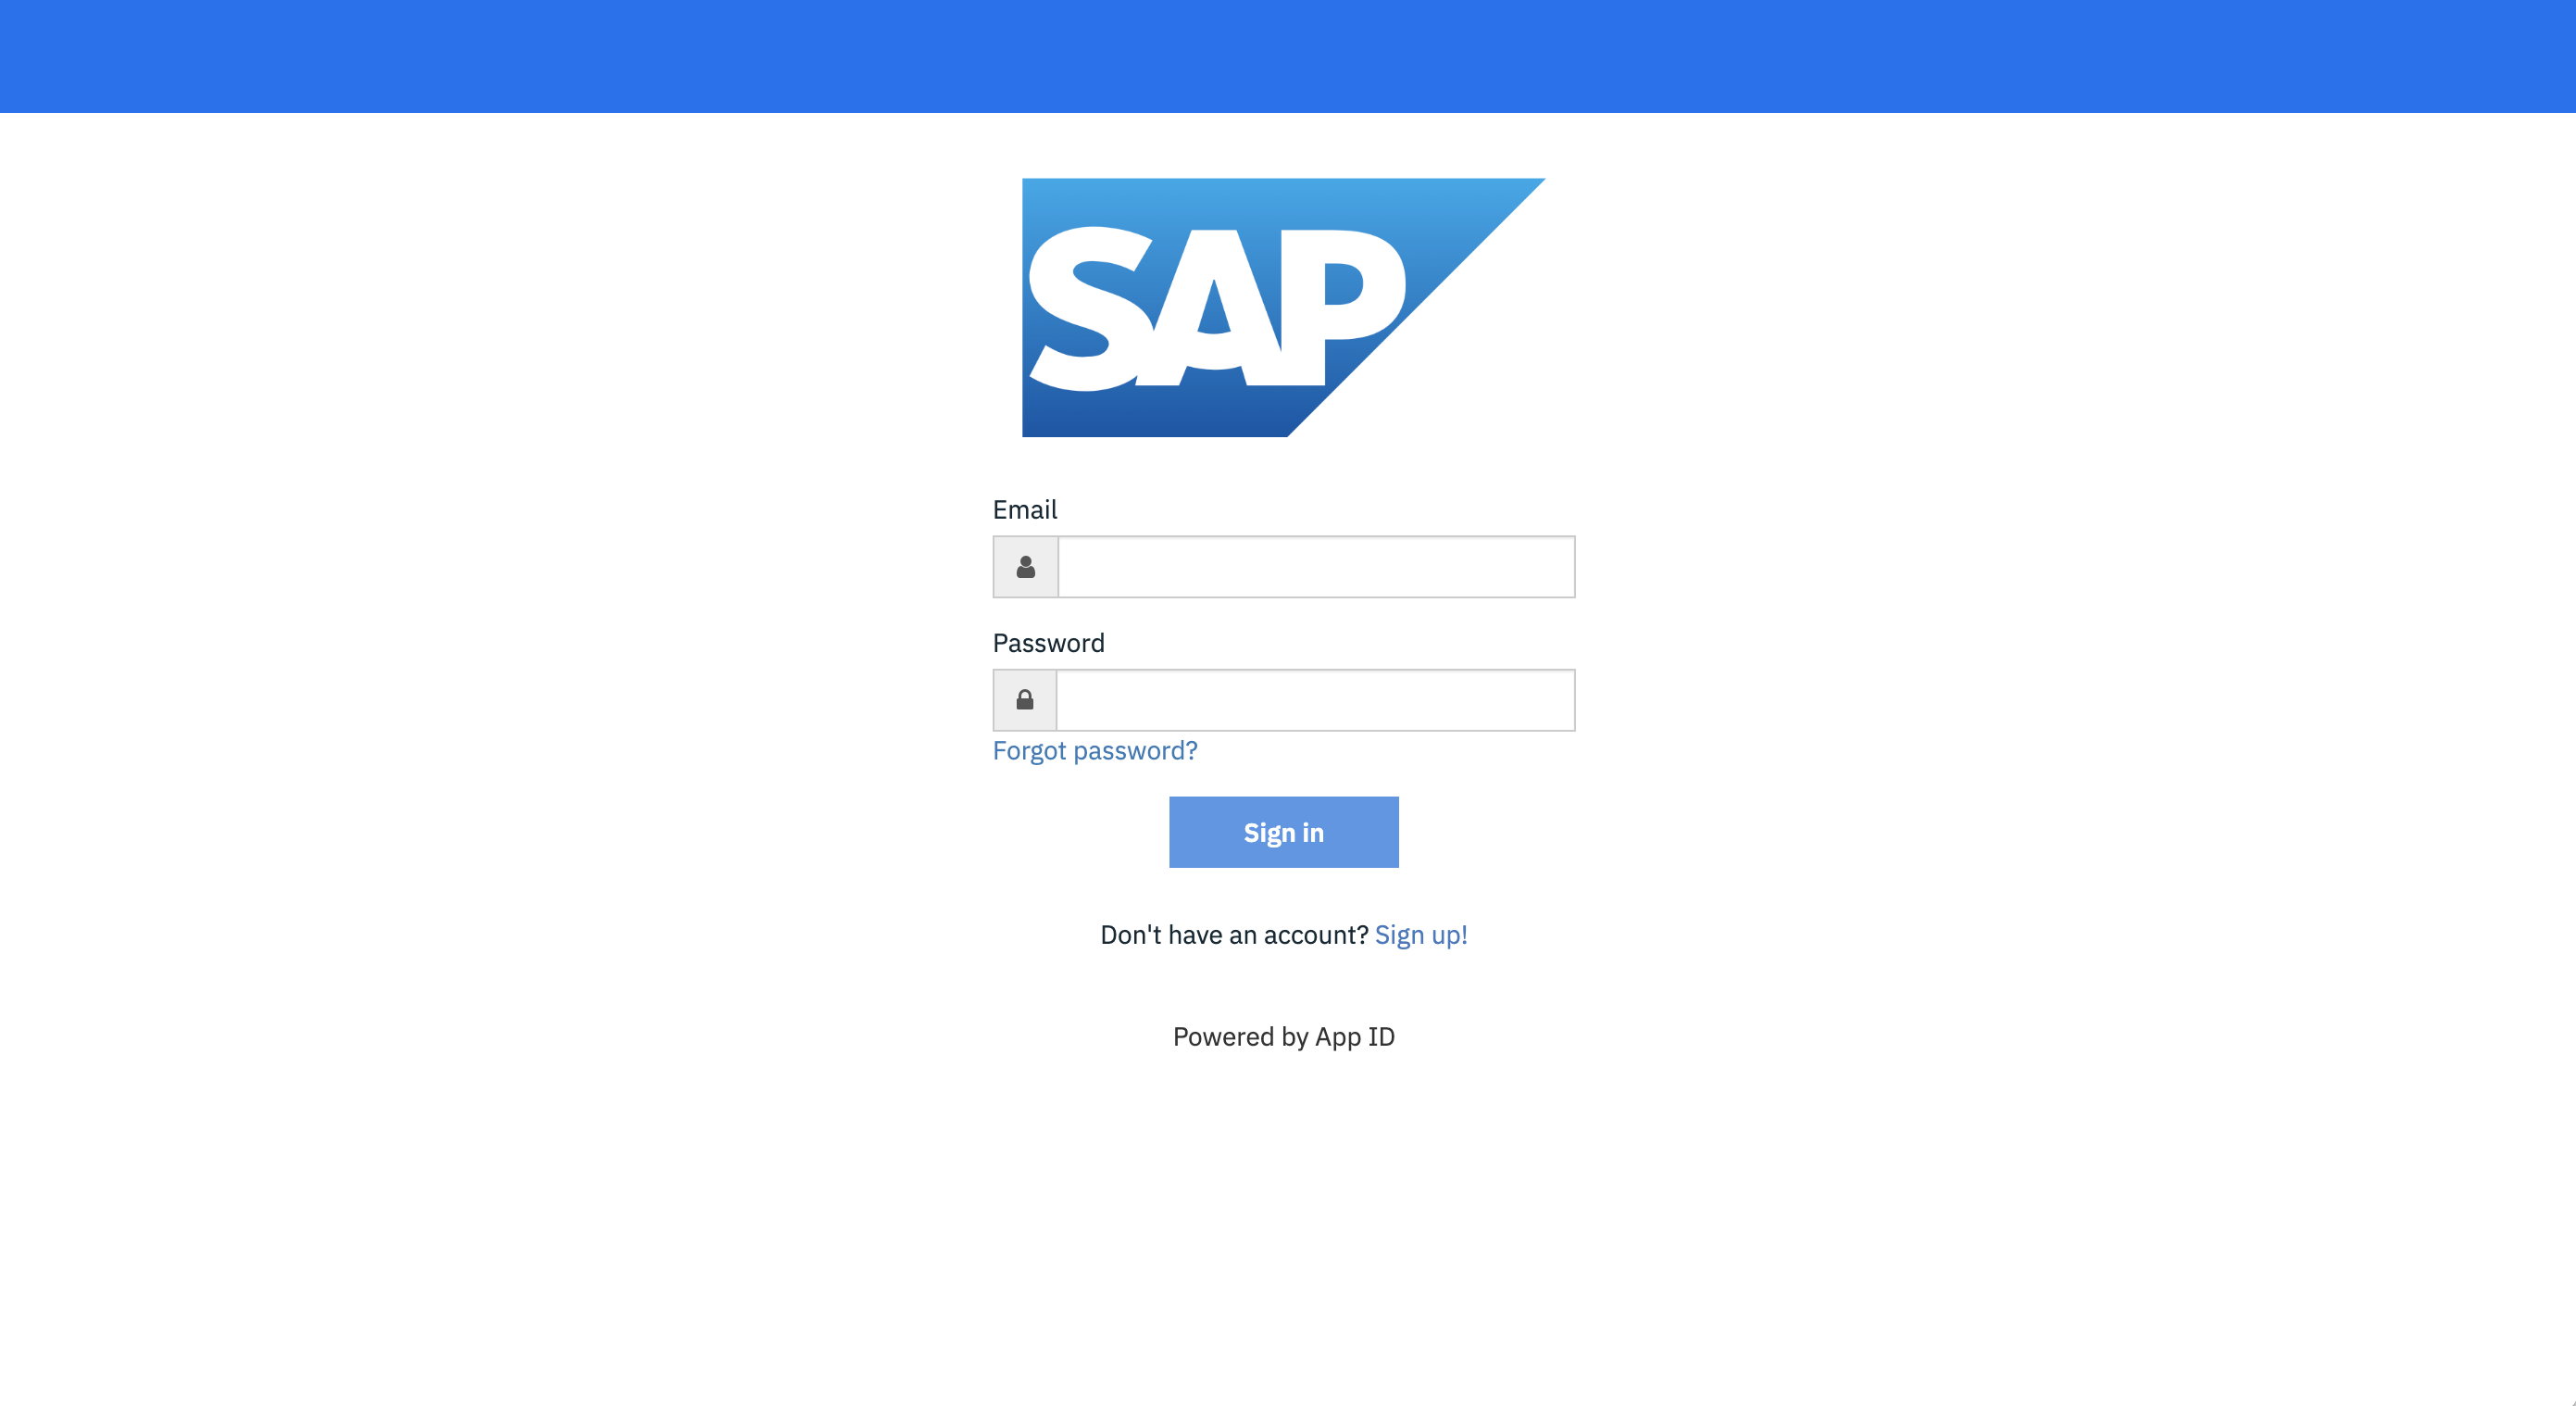 SAP
Email
Password
Forgot password?
Sign in
Don't have an account? Sign up!
Powered by App ID